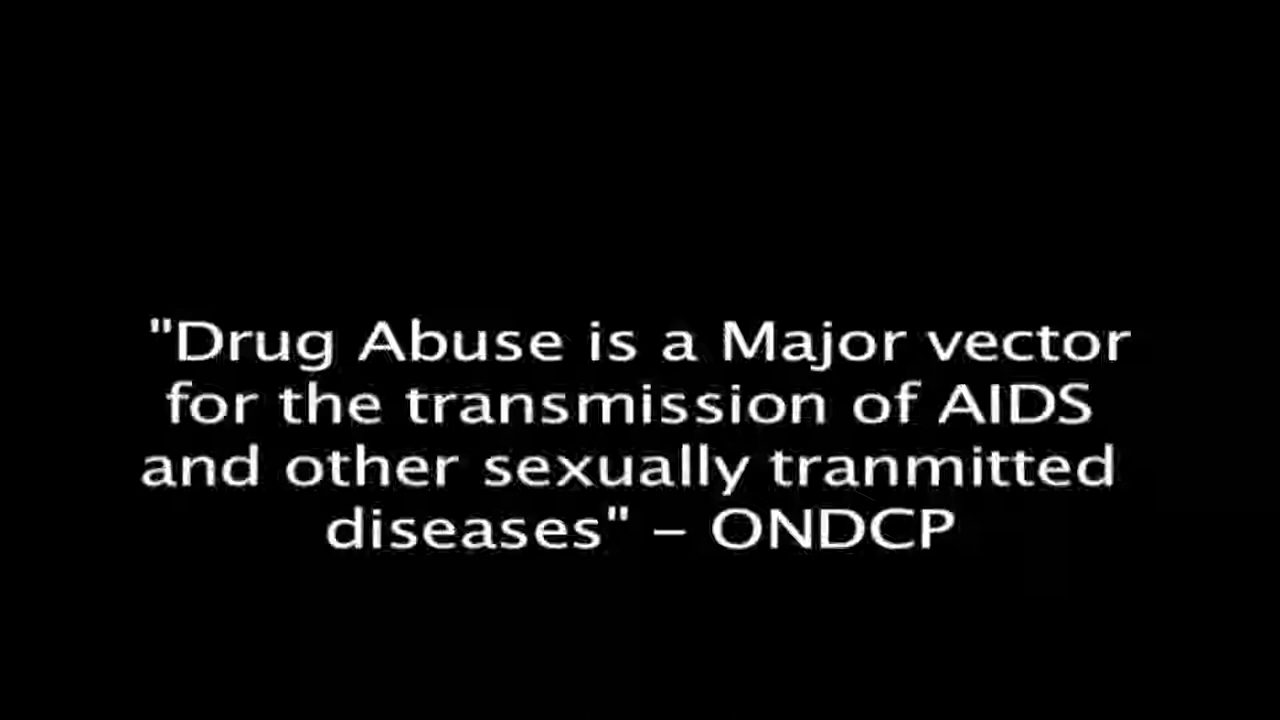 "Drug Abuse is a Major vector
for the transmission of AIDS
and other sexually tranmitted
diseases" – ONDCP